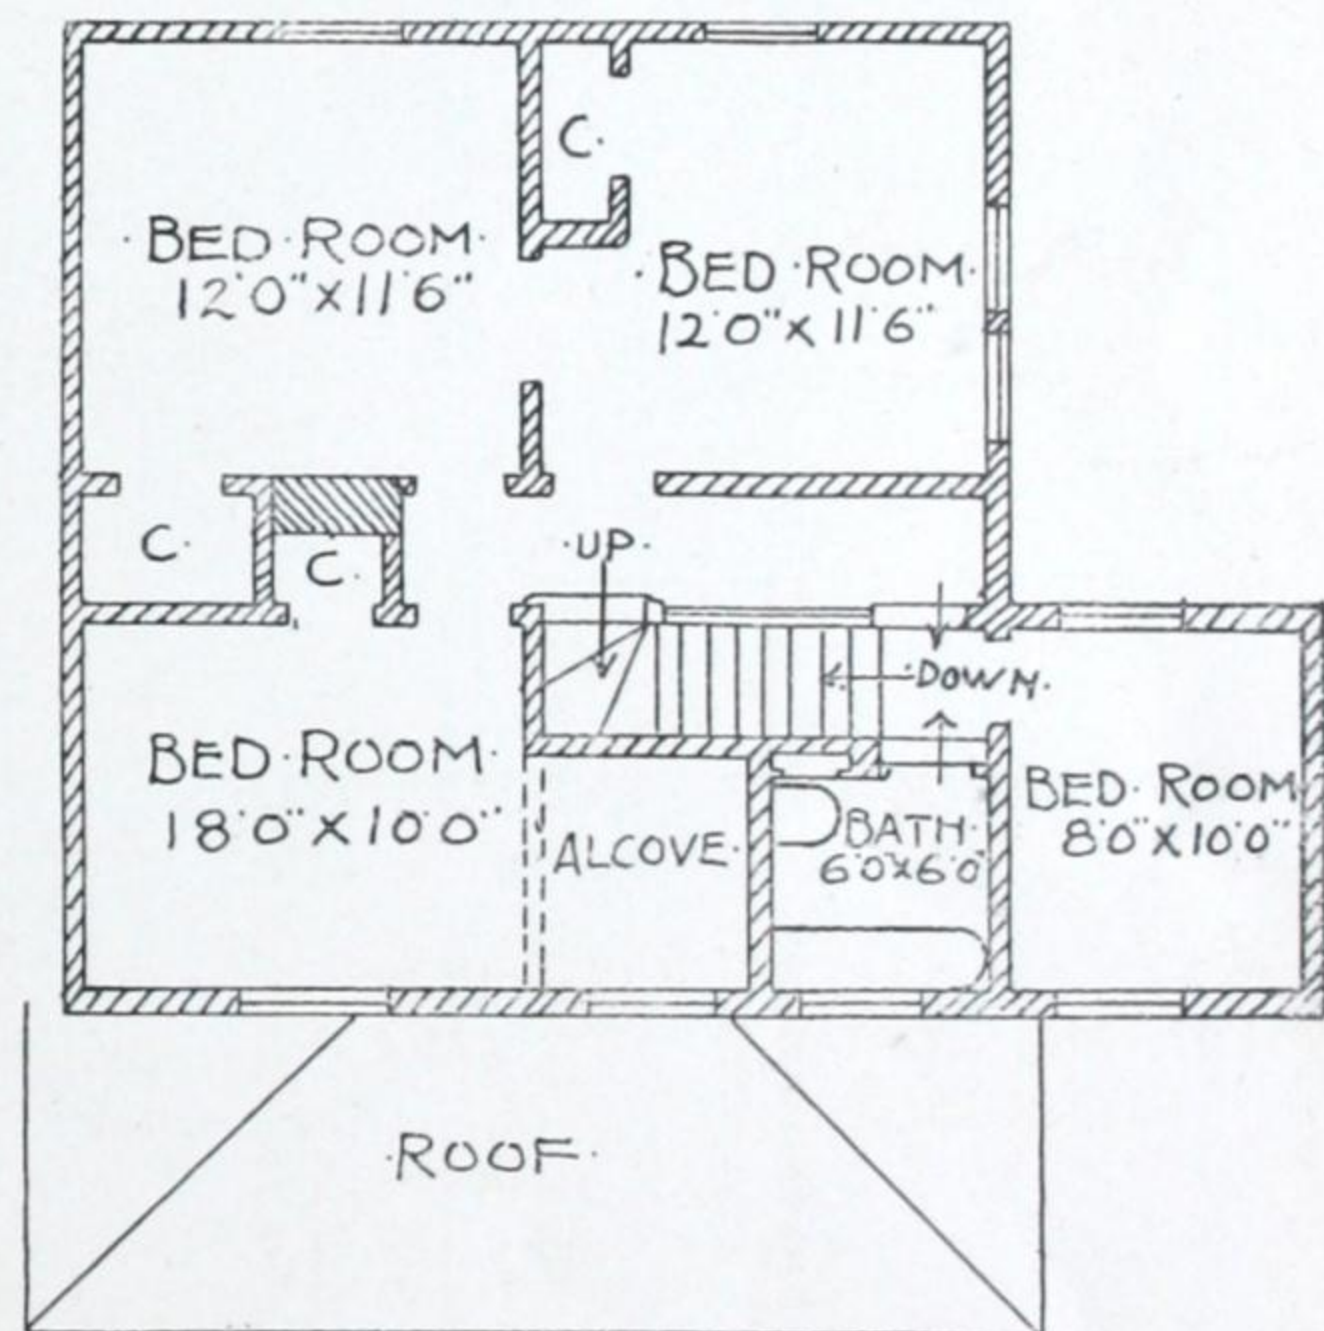 C.
·BED·ROOM·
12'0"X11'6"
·BED·ROOM·
12'0"X11'6"
C.
C.
·UP·
·DOWN·
BED·ROOM·
18'0"X10'0"
ALCOVE·
BATH·
6'0"X6'0"
BED·ROOM
8'0"X10'0"
·ROOF·